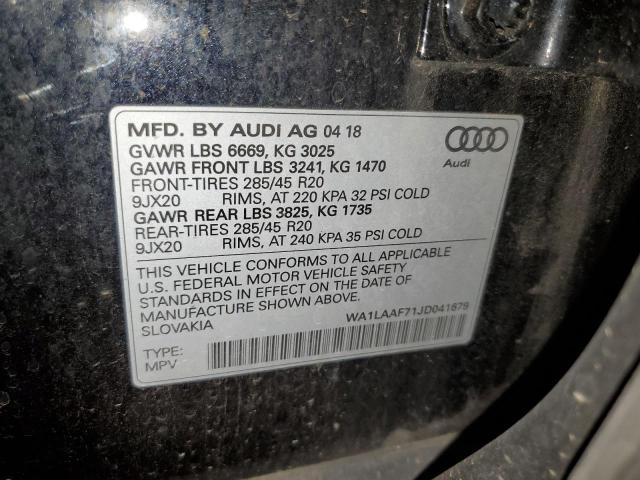 MFD. BY AUDI AG 04 18
GVWR LBS 6669, KG 3025
GAWR FRONT LBS 3241, KG 1470
FRONT-TIRES 285/45 R20
9JX20 RIMS, AT 220 KPA 32 PSI COLD
GAWR REAR LBS 3825, KG 1735
REAR-TIRES 285/45 R20
9JX20 RIMS, AT 240 KPA 35 PSI COLD
Audi
THIS VEHICLE CONFORMS TO ALL APPLICABLE
U.S. FEDERAL MOTOR VEHICLE SAFETY
STANDARDS IN EFFECT ON THE DATE OF
MANUFACTURE SHOWN ABOVE.
SLOVAKIA
WA1LAAF71JD041679
TYPE:
MPV